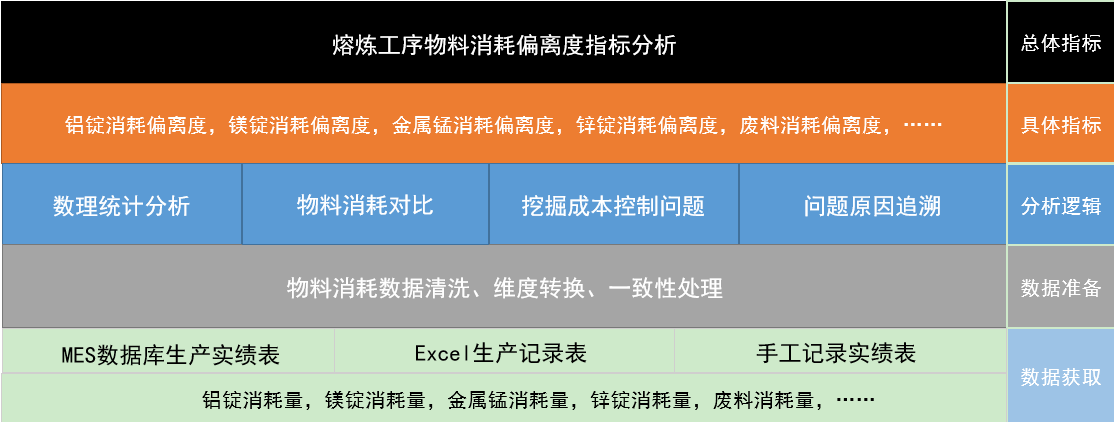 熔炼工序物料消耗偏离度指标分析
总体指标
铝锭消耗偏离度，镁锭消耗偏离度，金属锰消耗偏离度，锌锭消耗偏离度，废料消耗偏离度，……
具体指标
数理统计分析
物料消耗对比
挖掘成本控制问题
问题原因追溯
分析逻辑
物料消耗数据清洗、维度转换、一致性处理
数据准备
MES数据库生产实绩表
Excel生产记录表
手工记录实绩表
数据获取
铝锭消耗量，镁锭消耗量，金属锰消耗量，锌锭消耗量，废料消耗量，……